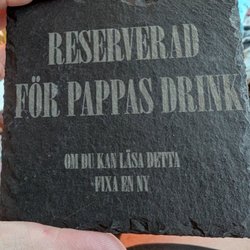 RESERVERAD
FÖR PAPPAS DRINK
OM DU KAN LÄSA DETTA
FIXA EN NY